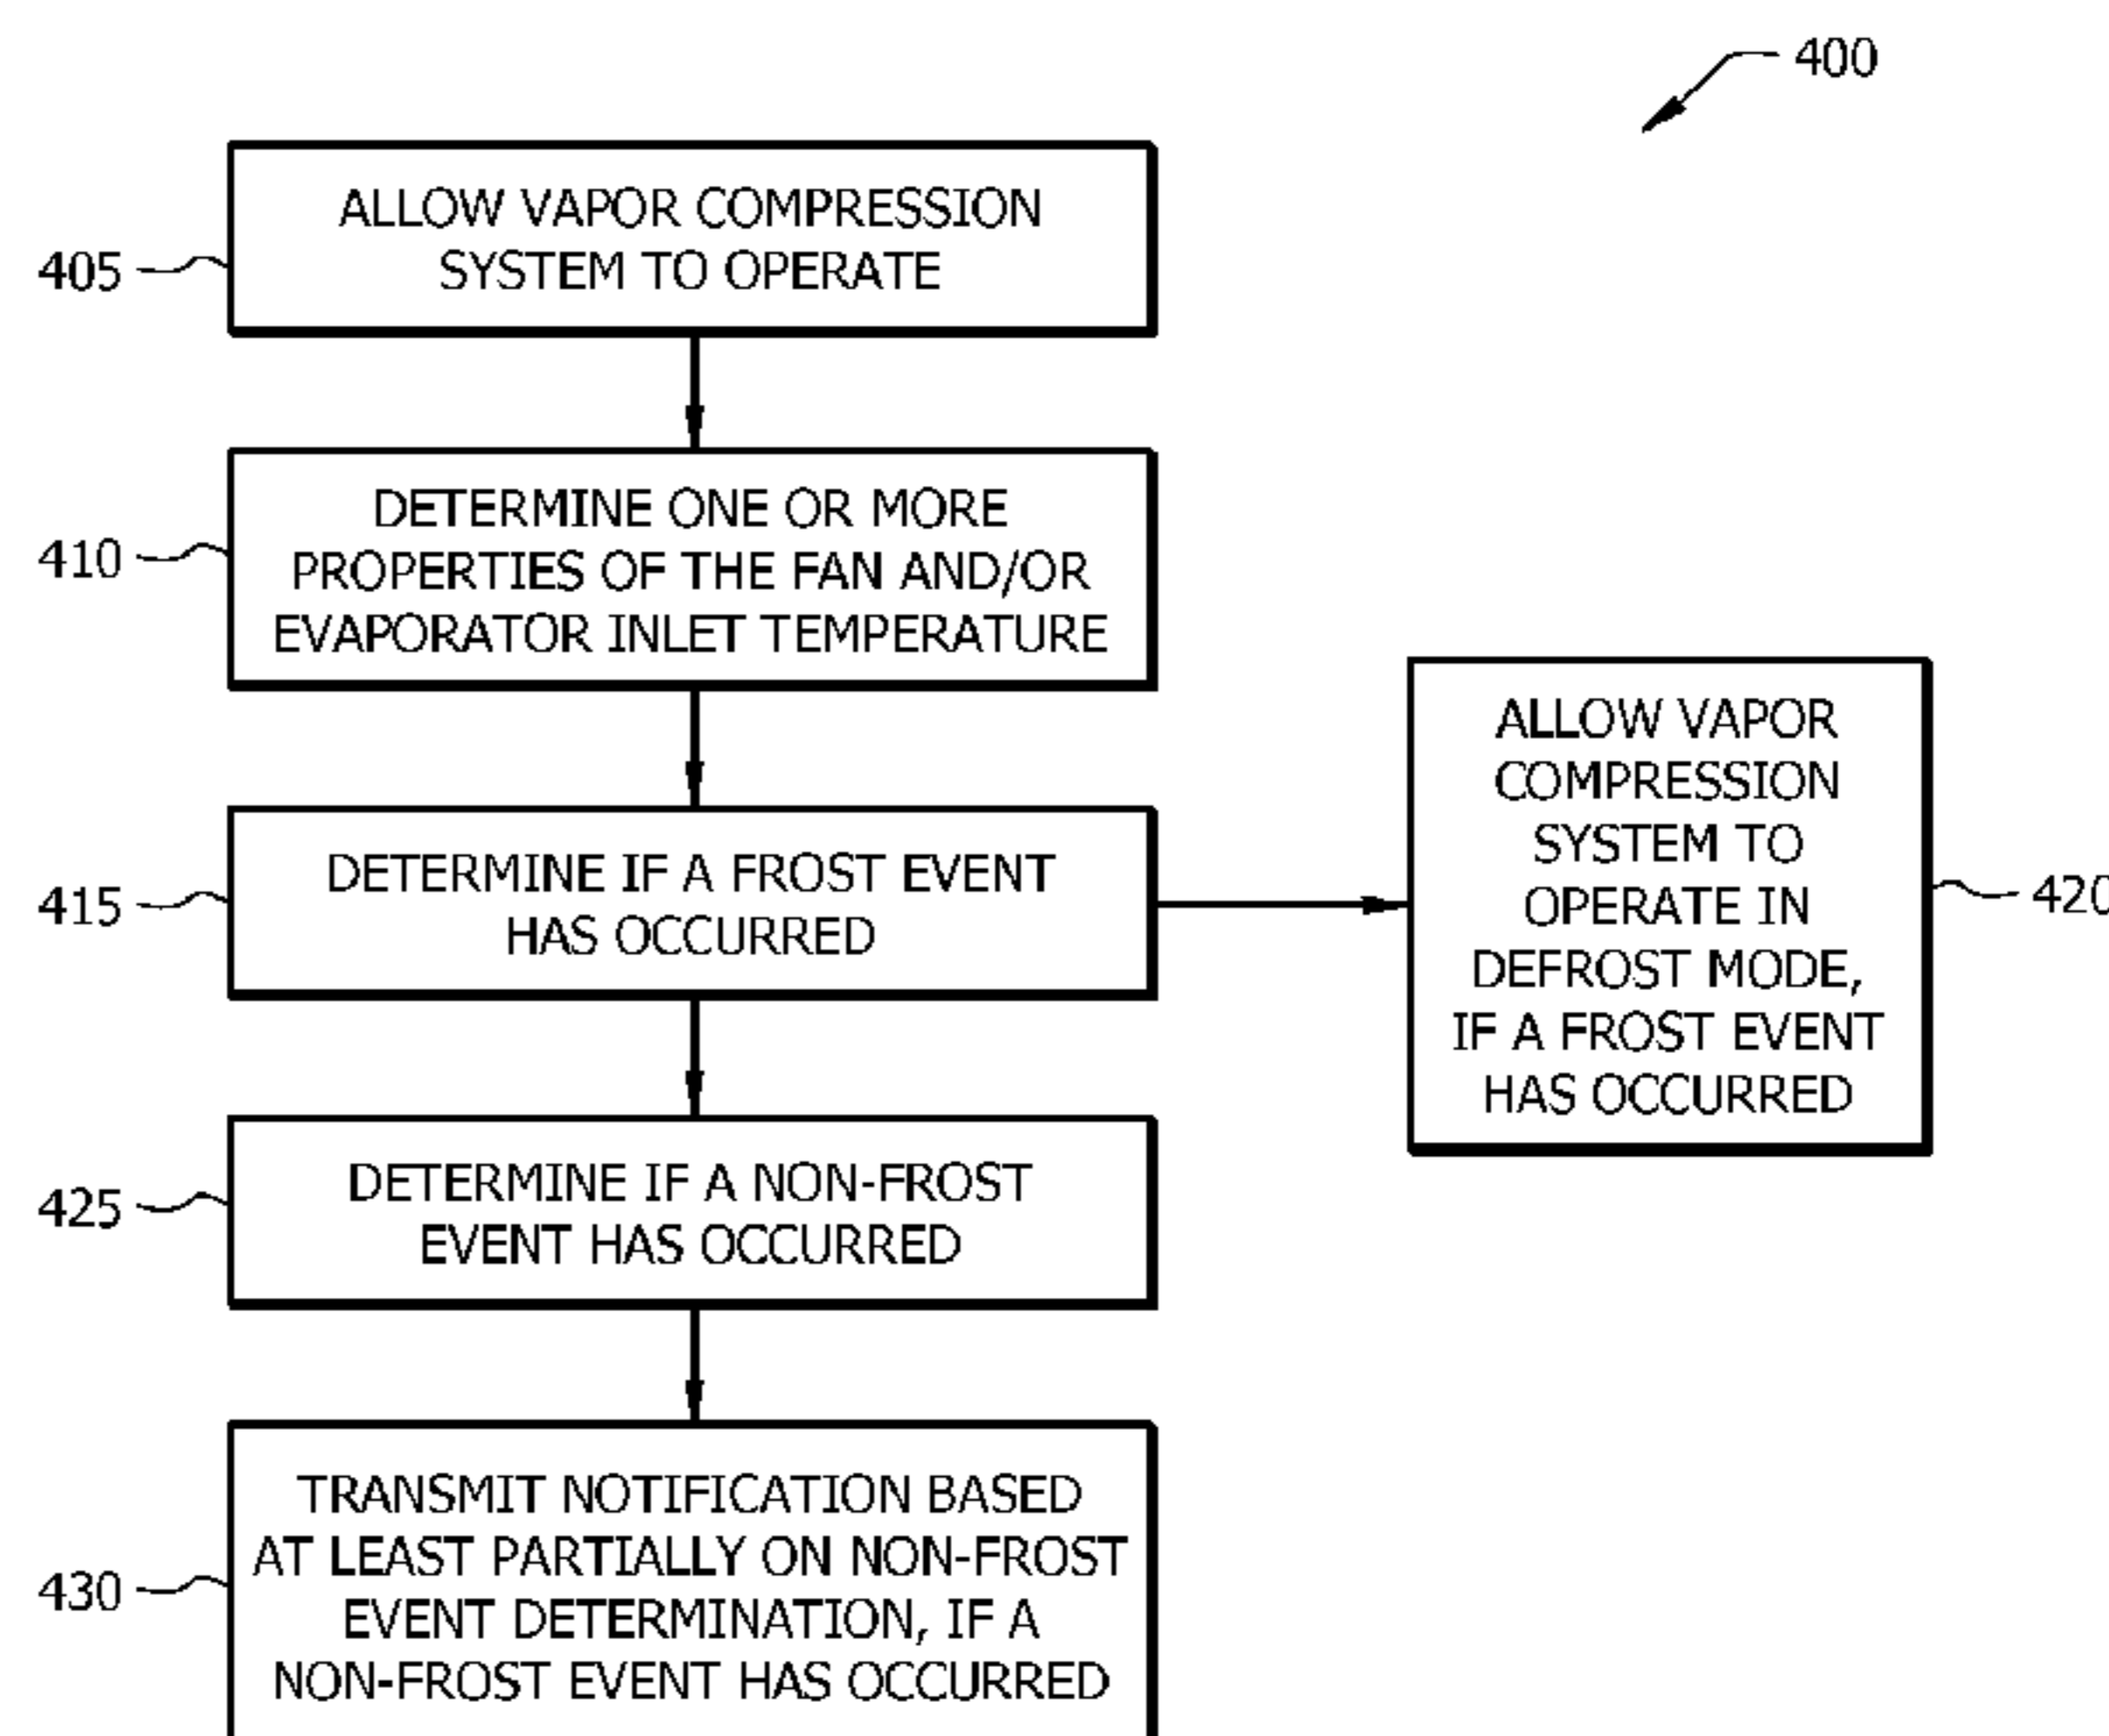 400
ALLOW VAPOR COMPRESSION
SYSTEM TO OPERATE
405
DETERMINE ONE OR MORE
PROPERTIES OF THE FAN AND/OR
EVAPORATOR INLET TEMPERATURE
410
DETERMINE IF A FROST EVENT
HAS OCCURRED
415
ALLOW VAPOR
COMPRESSION
SYSTEM TO
OPERATE IN
DEFROST MODE,
IF A FROST EVENT
HAS OCCURRED
420
DETERMINE IF A NON-FROST
EVENT HAS OCCURRED
425
TRANSMIT NOTIFICATION BASED
AT LEAST PARTIALLY ON NON-FROST
EVENT DETERMINATION, IF A
NON-FROST EVENT HAS OCCURRED
430